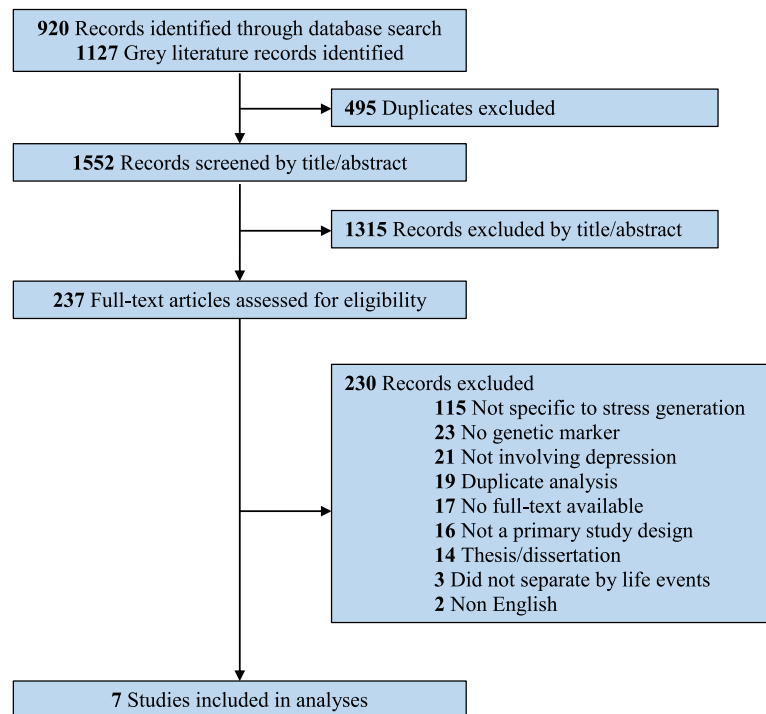 920 Records identified through database search
1127 Grey literature records identified
495 Duplicates excluded
1552 Records screened by title/abstract
1315 Records excluded by title/abstract
237 Full-text articles assessed for eligibility
230 Records excluded
115 Not specific to stress generation
23 No genetic marker
21 Not involving depression
19 Duplicate analysis
17 No full-text available
16 Not a primary study design
14 Thesis/dissertation
3 Did not separate by life events
2 Non English
7 Studies included in analyses